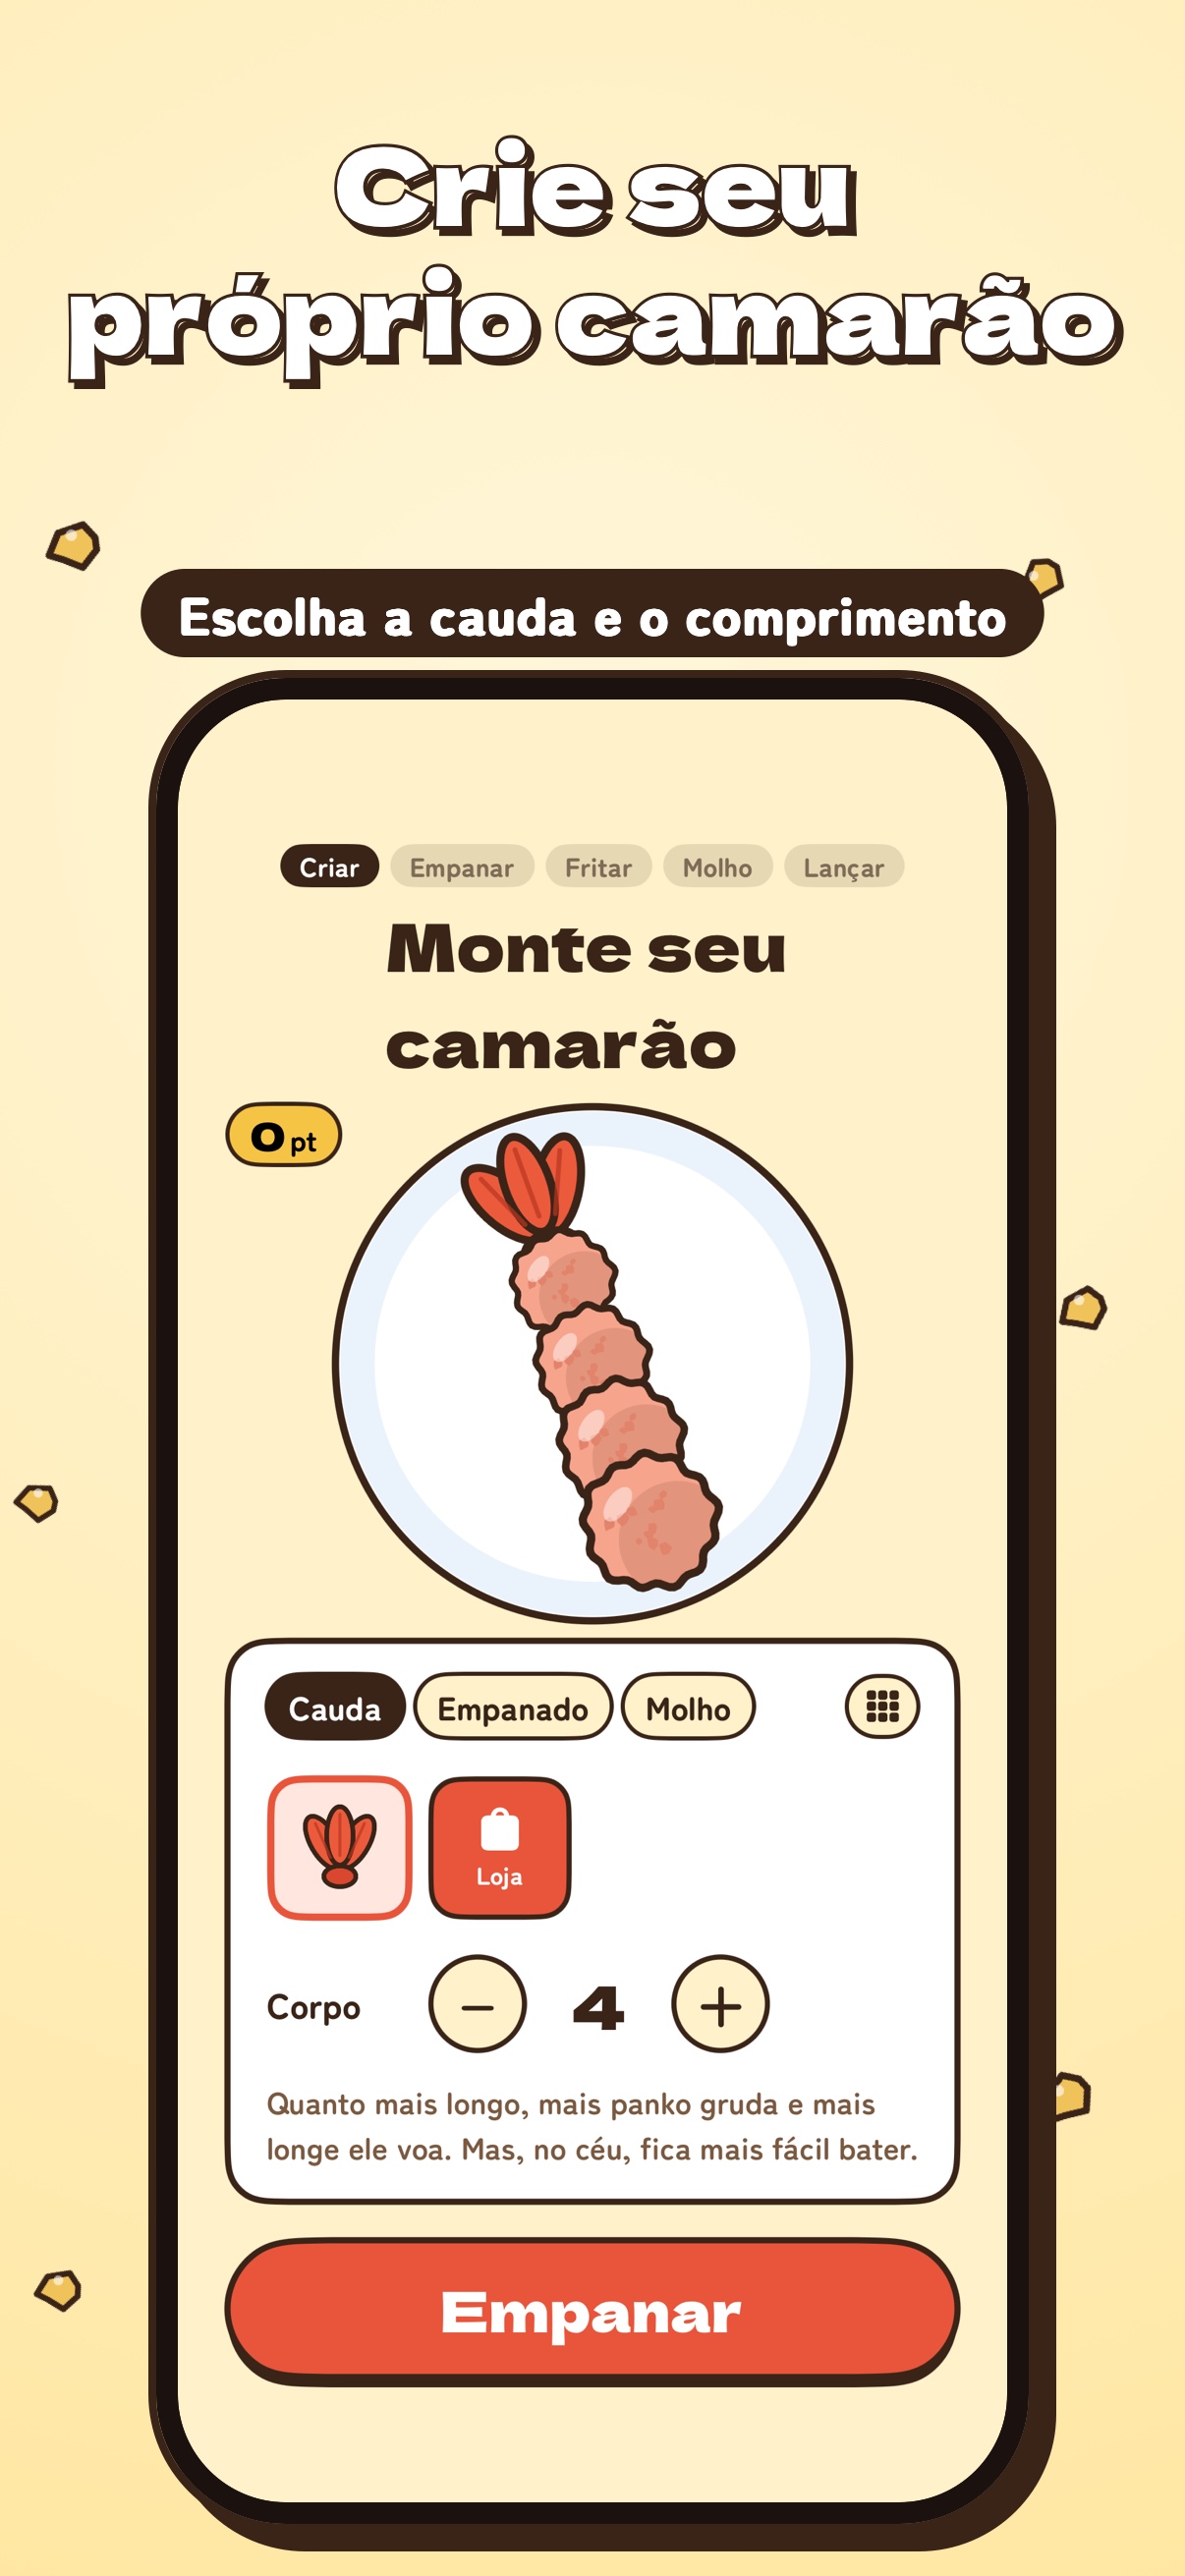 Crie seu
próprio camarão
Escolha a cauda e o comprimento
Criar Empanar Fritar Molho Lançar
Monte seu
camarão
0 pt
Cauda Empanado Molho
Loja
Corpo − 4 +
Quanto mais longo, mais panko gruda e mais
longe ele voa. Mas, no céu, fica mais fácil bater.
Empanar